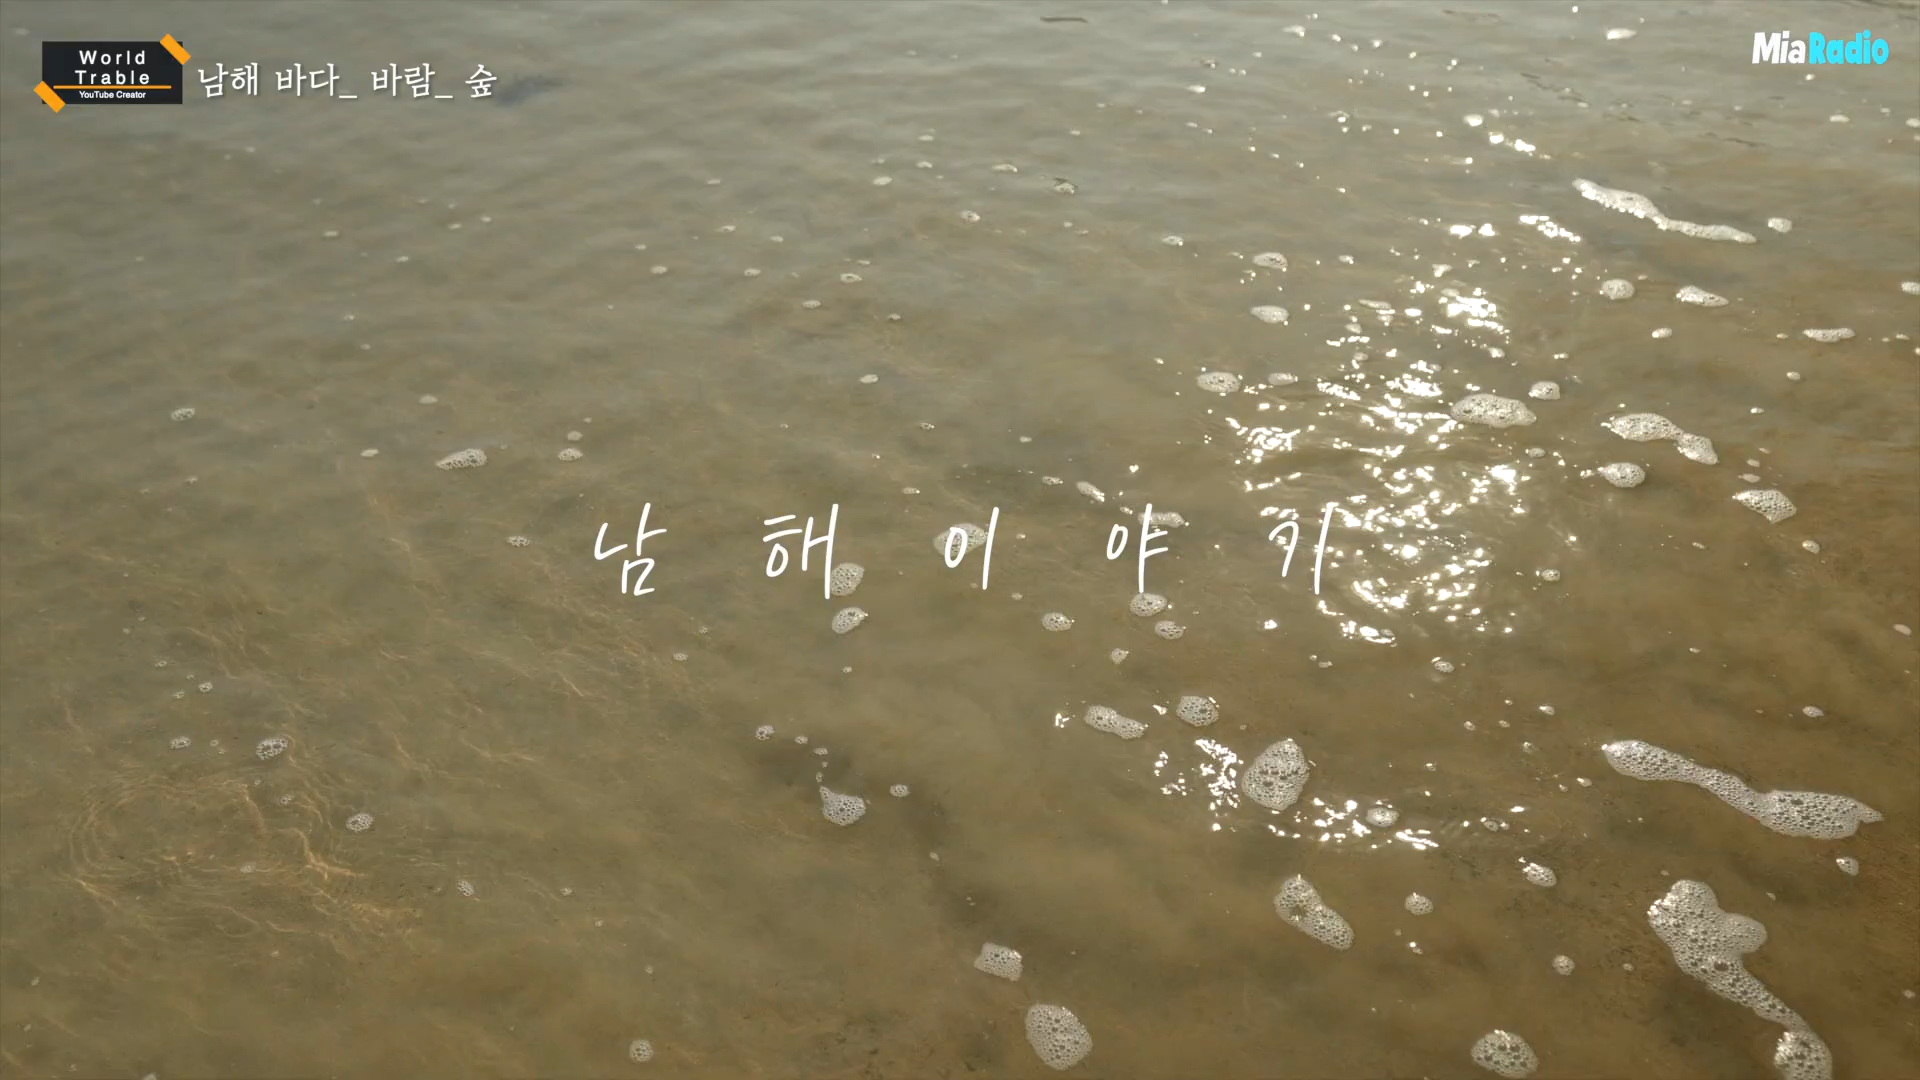 World
Trable
YouTube Creator
남해 바다_ 바람_ 숲
MiaRadio
남 해 이 야 기